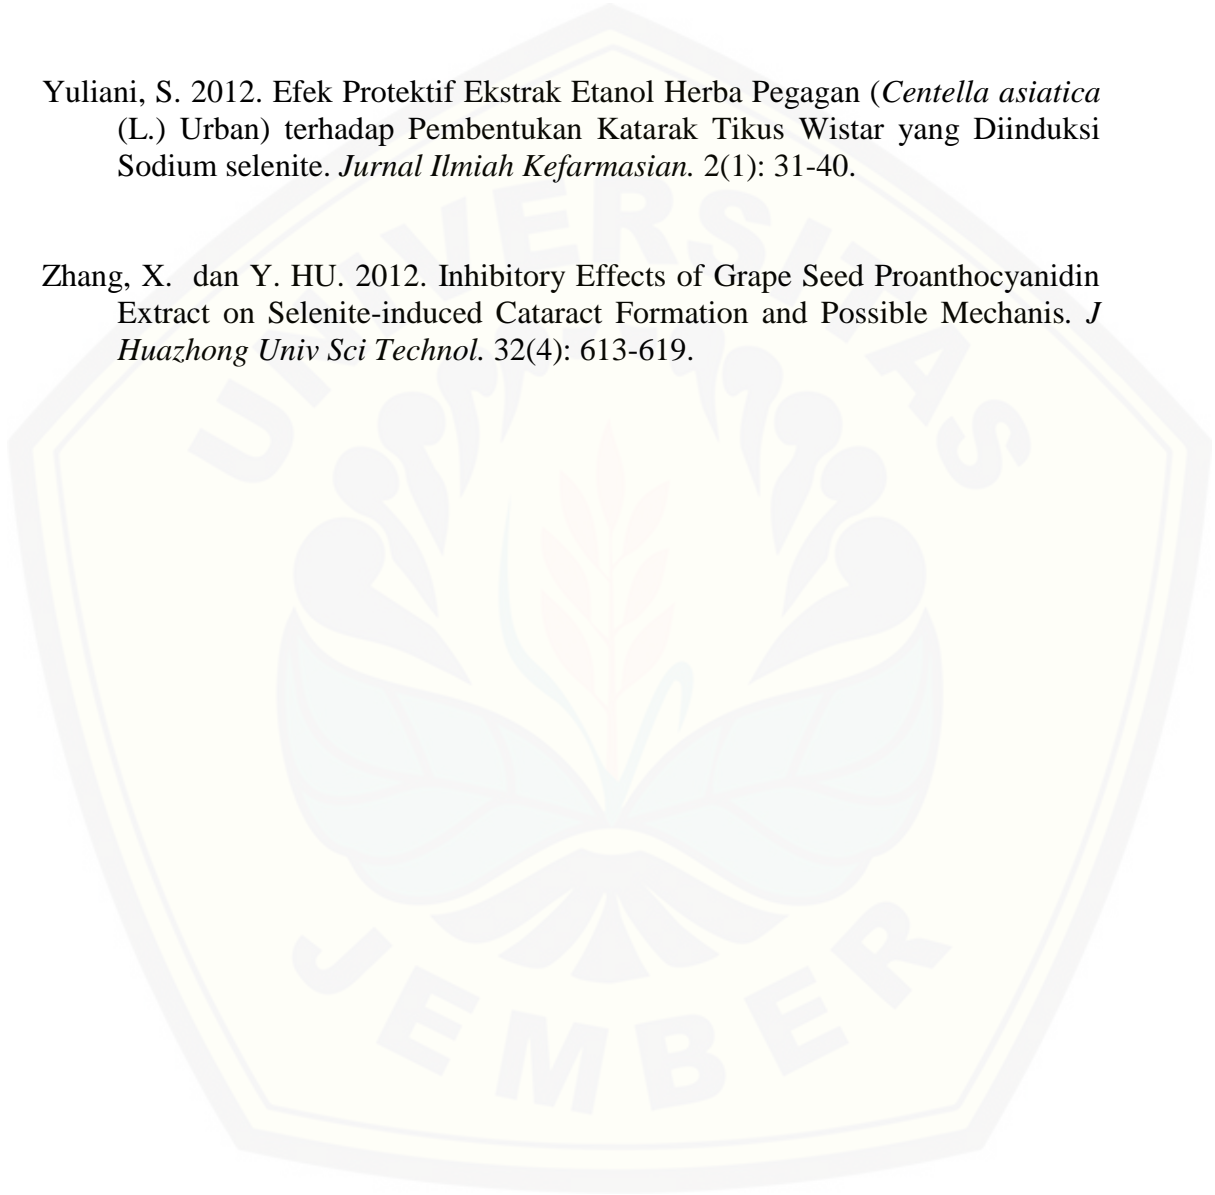 Yuliani, S. 2012. Efek Protektif Ekstrak Etanol Herba Pegagan (Centella asiatica
(L.) Urban) terhadap Pembentukan Katarak Tikus Wistar yang Diinduksi
Sodium selenite. Jurnal Ilmiah Kefarmasian. 2(1): 31-40.
Zhang, X. dan Y. HU. 2012. Inhibitory Effects of Grape Seed Proanthocyanidin
Extract on Selenite-induced Cataract Formation and Possible Mechanis. J
Huazhong Univ Sci Technol. 32(4): 613-619.
UNIVERSITAS
JEMBER